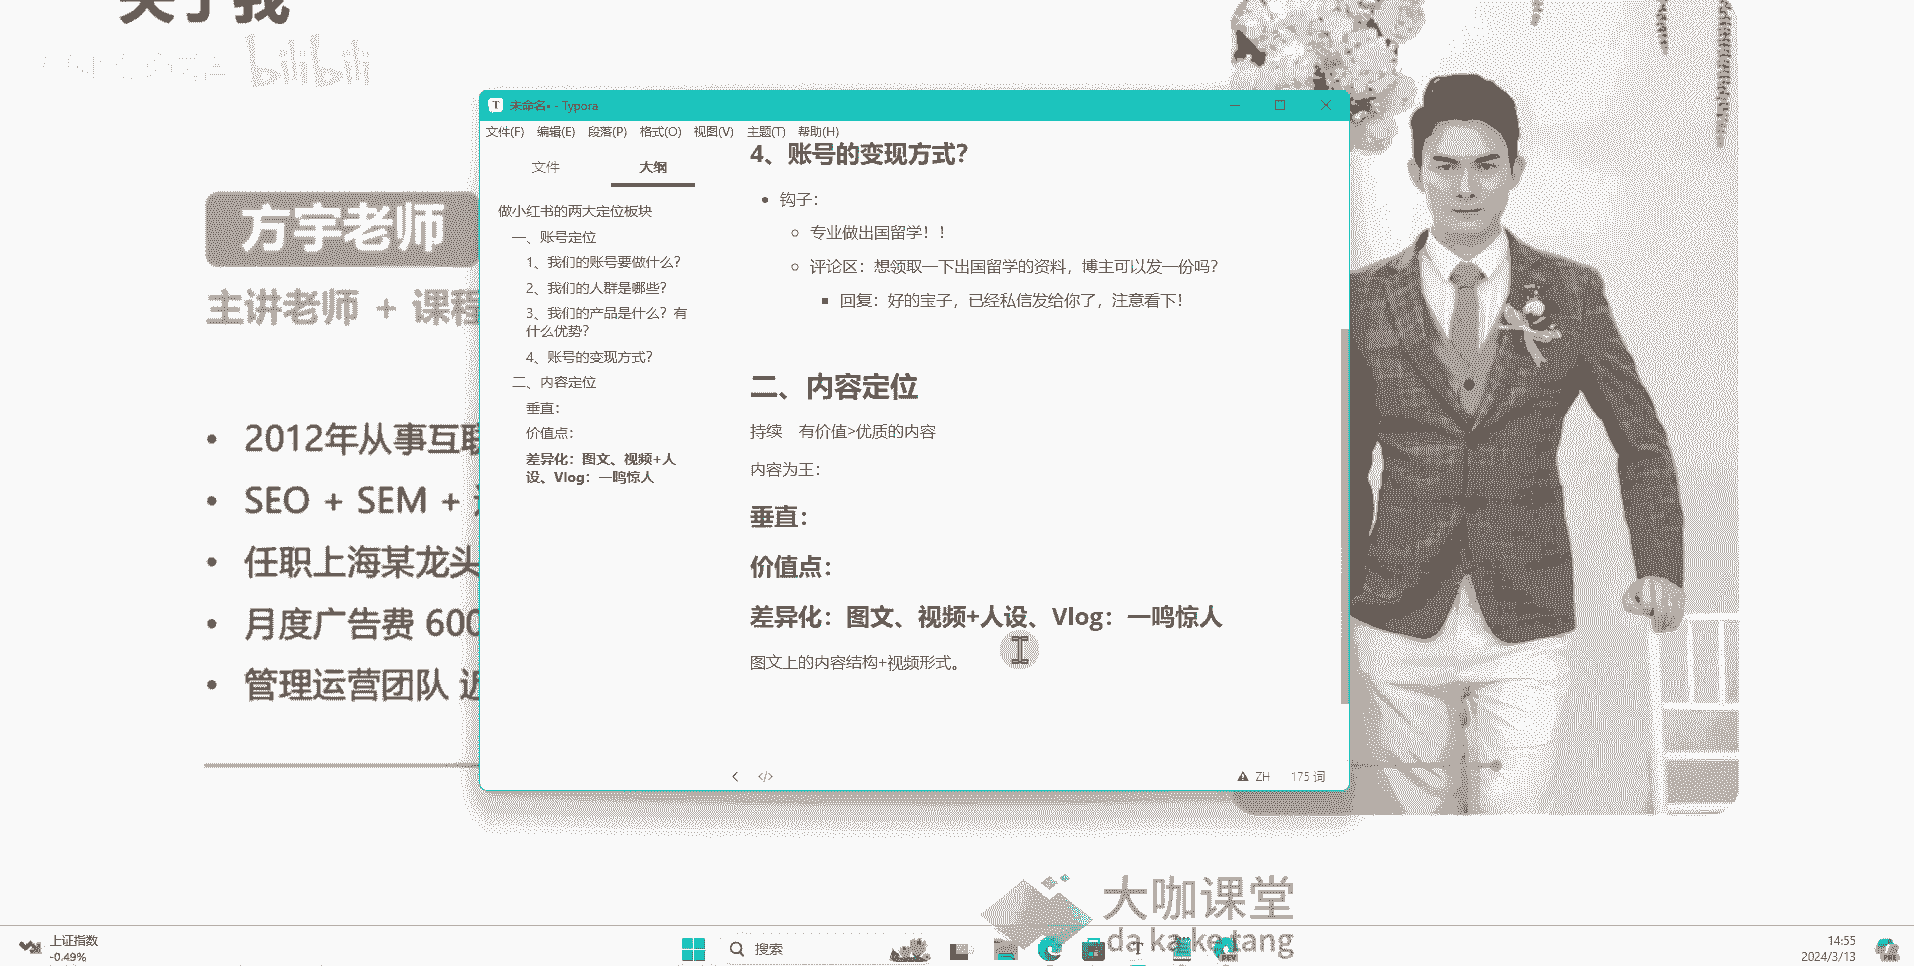 关于我
bilibili
方宇老师
主讲老师 + 课程
2012年从事互联
SEO + SEM +
任职上海某龙头
月度广告费 600
管理运营团队 近
未命名• - Typora
文件(F) 编辑(E) 段落(P) 格式(O) 视图(V) 主题(T) 帮助(H)
文件 大纲
做小红书的两大定位板块
一、账号定位
1、我们的账号要做什么？
2、我们的人群是哪些？
3、我们的产品是什么？有
什么优势？
4、账号的变现方式？
二、内容定位
垂直：
价值点：
差异化：图文、视频+人
设、Vlog：一鸣惊人
4、账号的变现方式？
钩子：
专业做出国留学！！
评论区：想领取一下出国留学的资料，博主可以发一份吗？
回复：好的宝子，已经私信发给你了，注意看下！
二、内容定位
持续 有价值>优质的内容
内容为王：
垂直：
价值点：
差异化：图文、视频+人设、Vlog：一鸣惊人
图文上的内容结构+视频形式。
ZH 175 词
大咖课堂
da ka ke tang
上证指数
-0.49%
搜索
14:55
2024/3/13